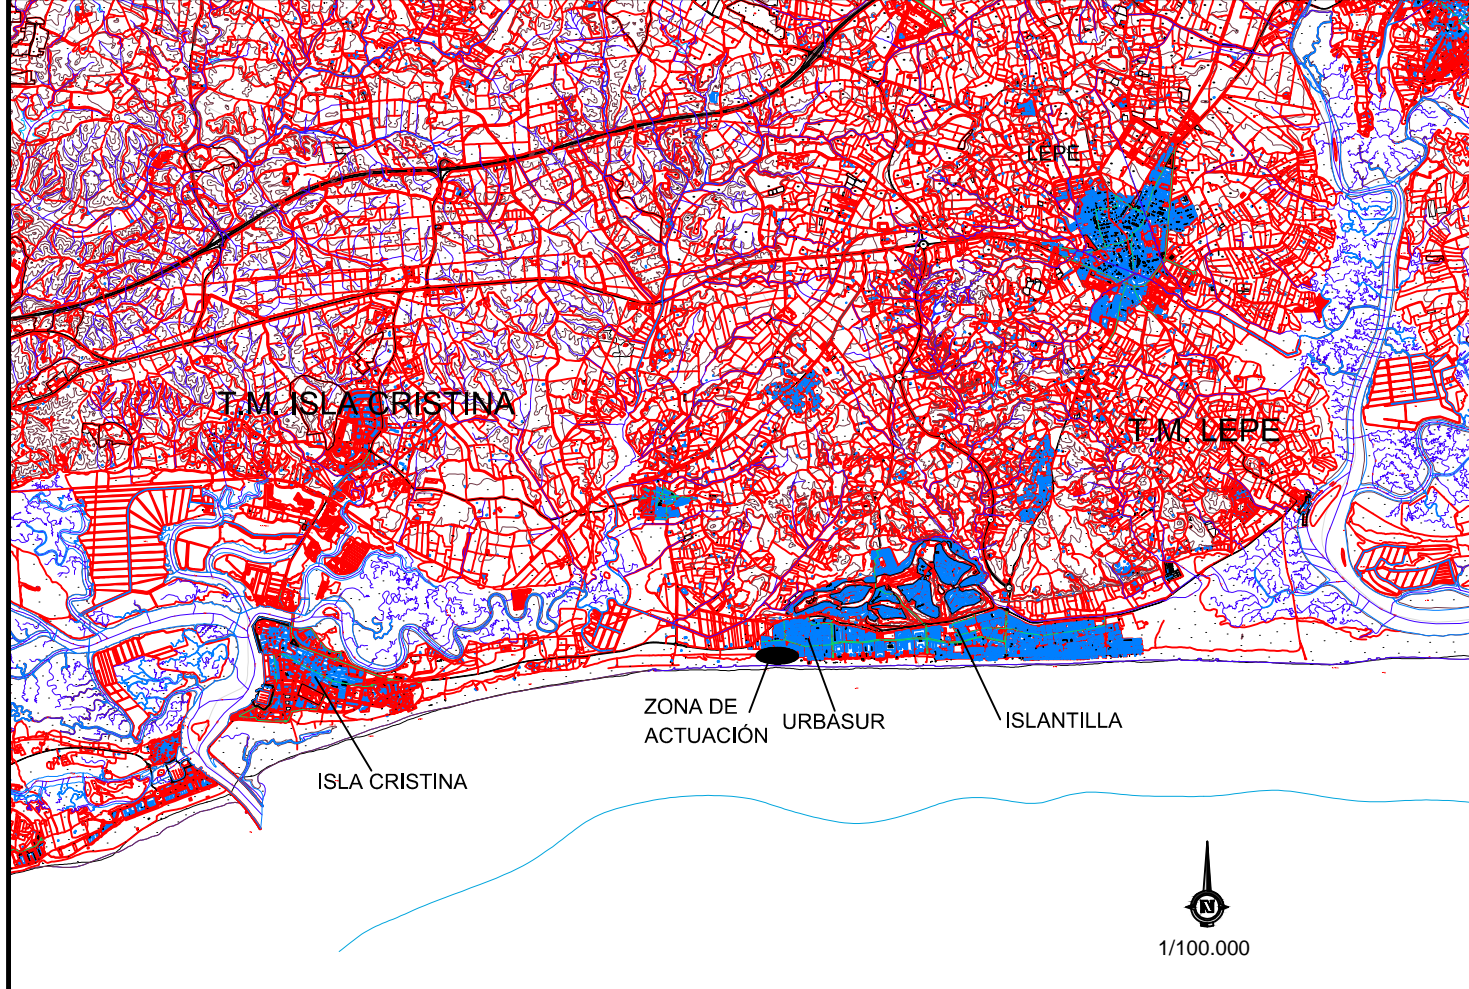 LEPE
T.M. ISLA CRISTINA
T.M. LEPE
ZONA DE
ACTUACIÓN
URBASUR
ISLANTILLA
ISLA CRISTINA
N
1/100.000